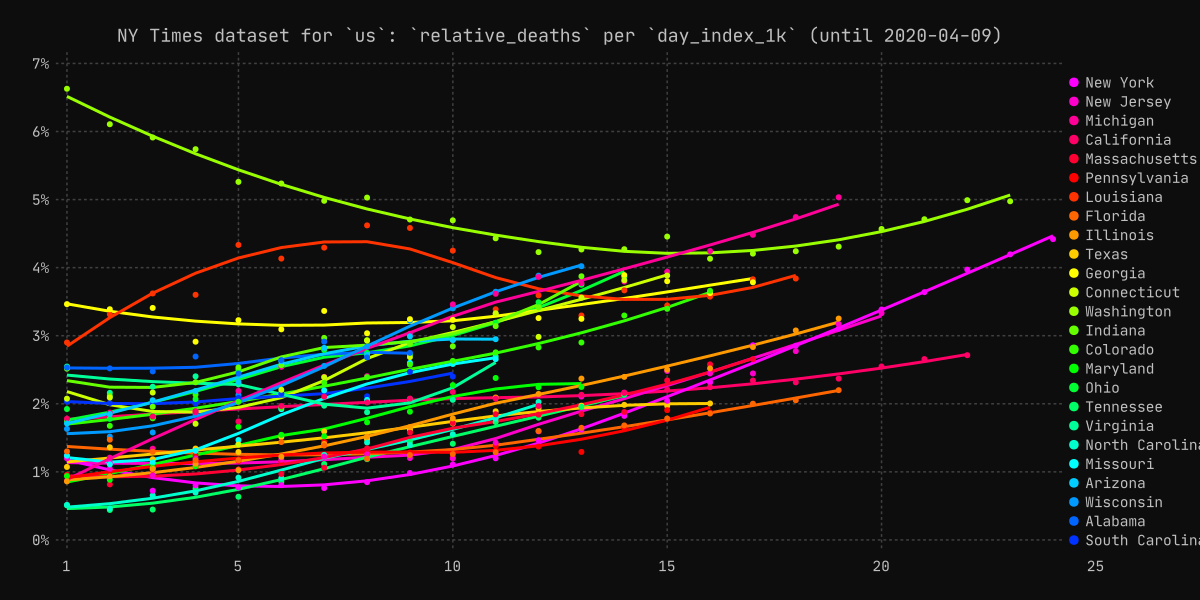 NY Times dataset for `us`: `relative_deaths` per `day_index_1k` (until 2020-04-09)
7%
6%
5%
4%
3%
2%
1%
0%
1 5 10 15 20 25
New York
New Jersey
Michigan
California
Massachusetts
Pennsylvania
Louisiana
Florida
Illinois
Texas
Georgia
Connecticut
Washington
Indiana
Colorado
Maryland
Ohio
Tennessee
Virginia
North Carolina
Missouri
Arizona
Wisconsin
Alabama
South Carolina